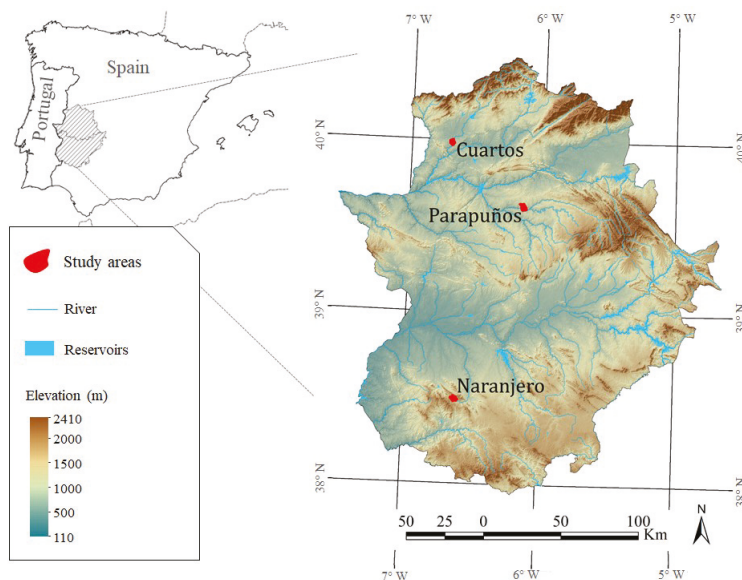 Spain
Portugal
7° W
6° W
5° W
40° N
40° N
Cuartos
Parapuños
39° N
39° N
Naranjero
38° N
38° N
Study areas
River
Reservoirs
Elevation (m)
2410
2000
1500
1000
500
110
50 25 0 50 100
Km
N
7° W
6° W
5° W